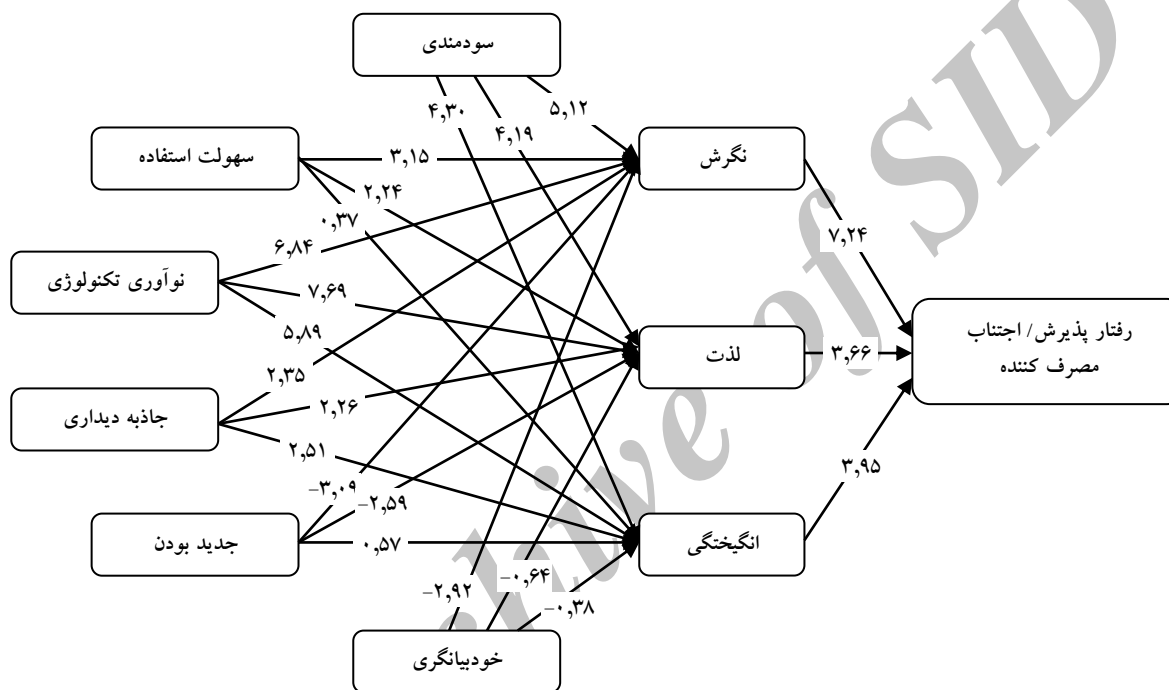 سودمندی
۴,۳۰
۵,۱۲
۴,۱۹
سهولت استفاده
۳,۱۵
نگرش
۲,۲۴
۰,۳۷
۷,۲۴
نوآوری تکنولوژی
۶,۸۴
۷,۶۹
۵,۸۹
لذت
۳,۶۶
رفتار پذیرش/ اجتناب
مصرف کننده
جاذبه دیداری
۲,۳۵
۲,۲۶
۲,۵۱
۳,۹۵
–۳,۰۹
–۲,۵۹
جدید بودن
۰,۵۷
انگیختگی
–۲,۹۲
–۰,۶۴
–۰,۳۸
خودبیانگری
hive of SID